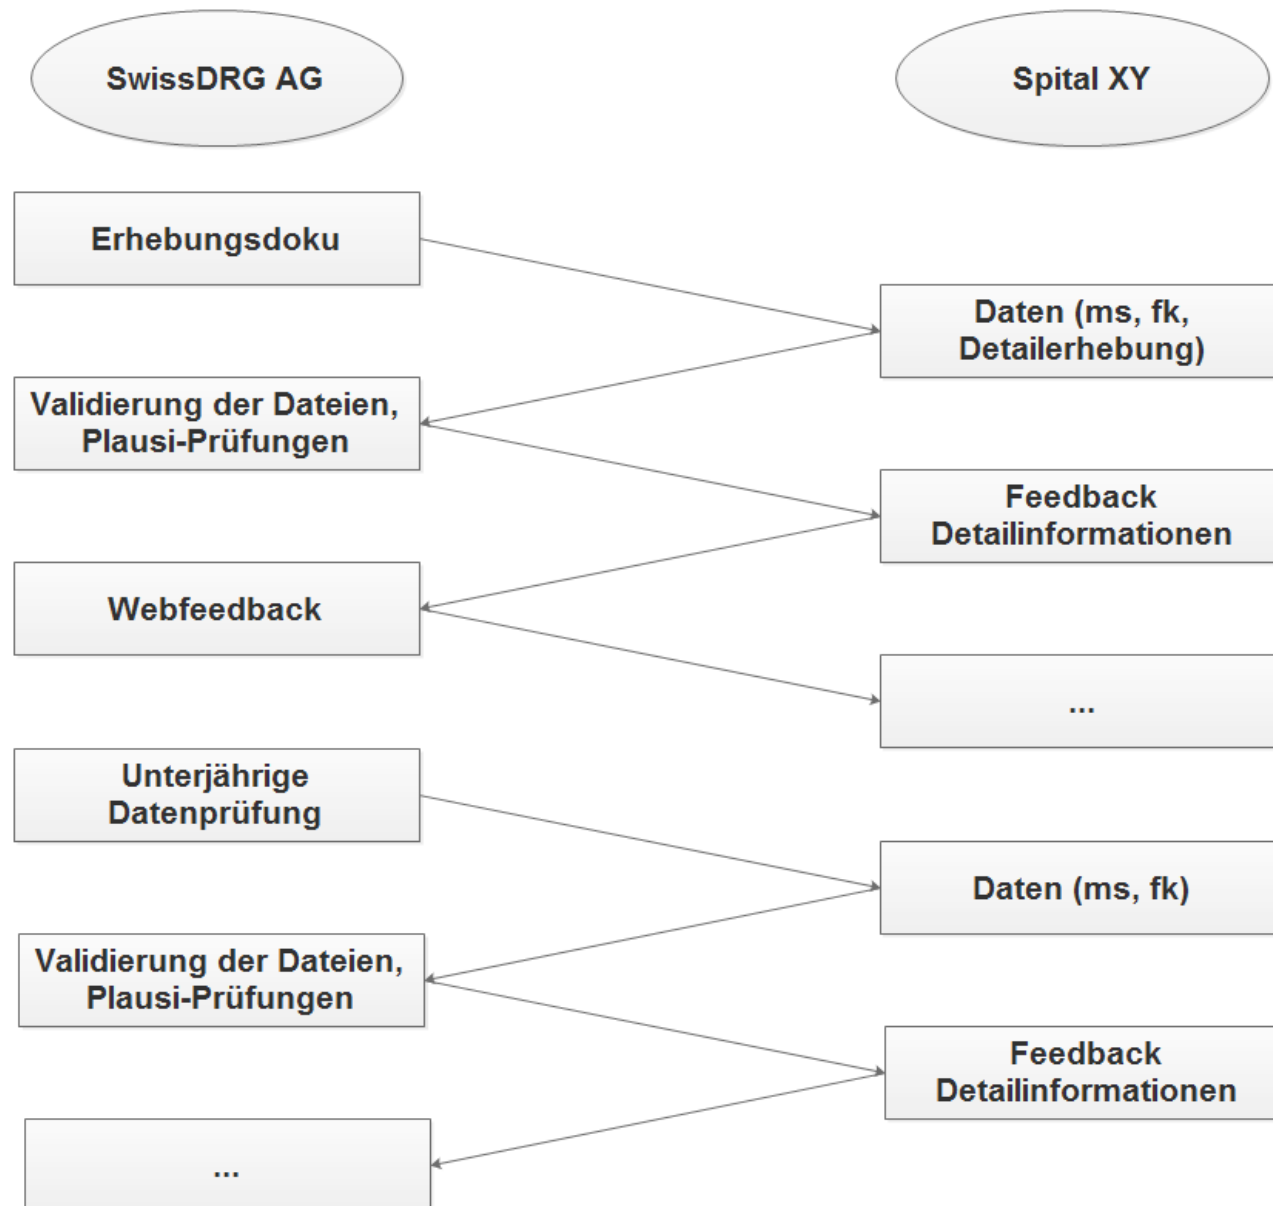 SwissDRG AG
Spital XY
Erhebungsdoku
Daten (ms, fk,
Detailerhebung)
Validierung der Dateien,
Plausi-Prüfungen
Feedback
Detailinformationen
Webfeedback
...
Unterjährige
Datenprüfung
Daten (ms, fk)
Validierung der Dateien,
Plausi-Prüfungen
Feedback
Detailinformationen
...